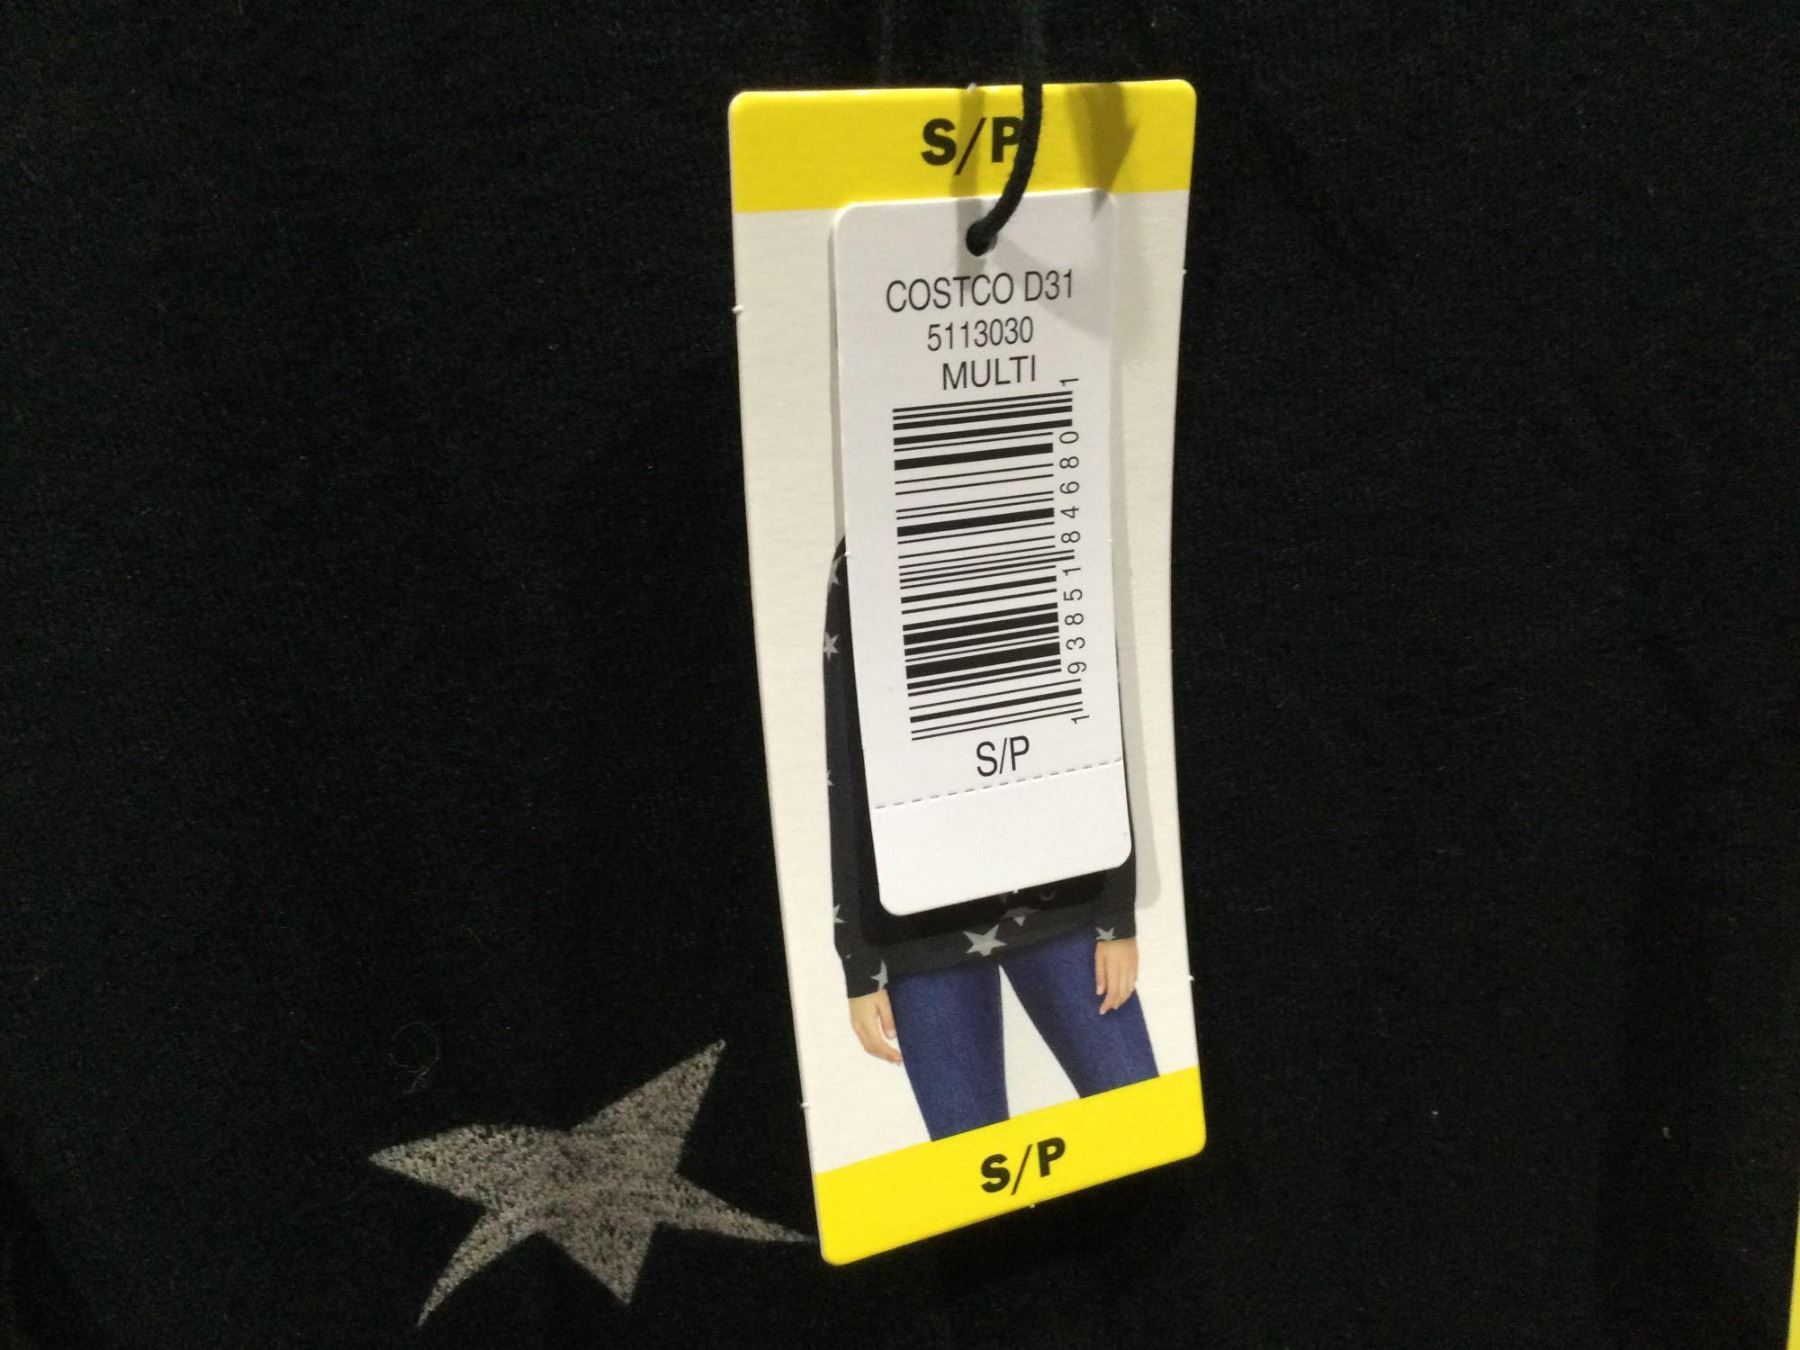 S/P
COSTCO D31
5113030
MULTI
1 93851 84680 1
S/P
S/P